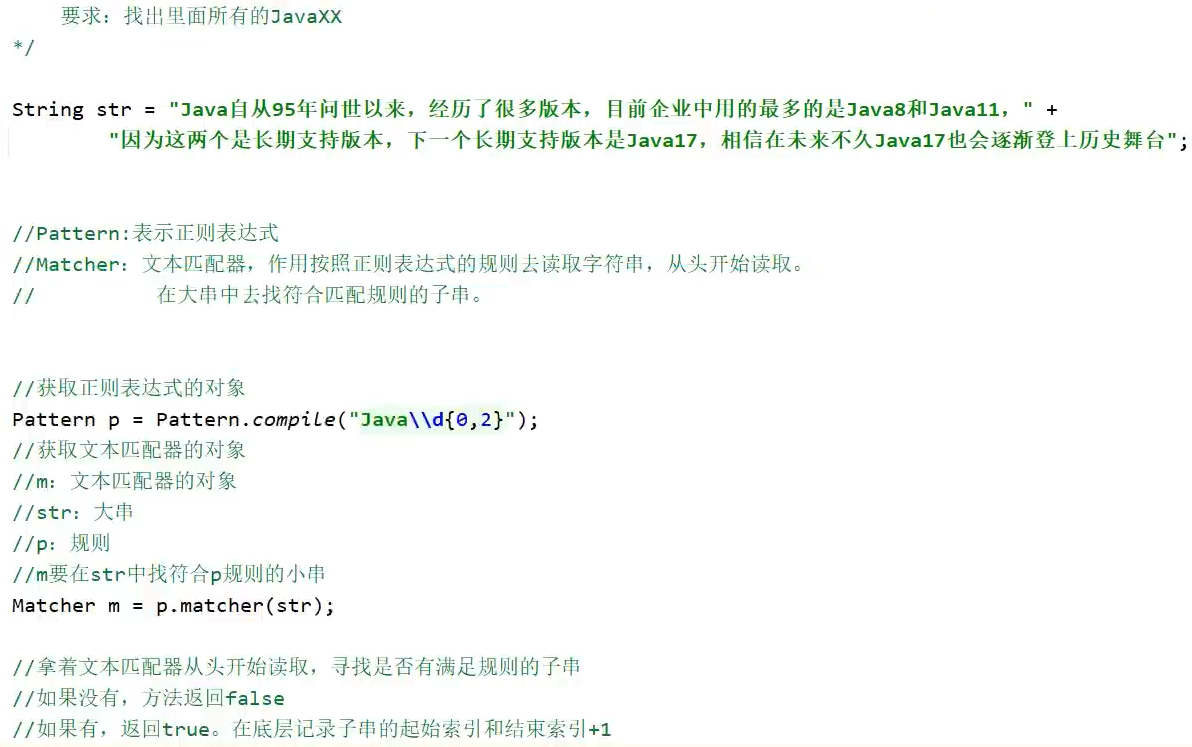 要求：找出里面所有的JavaXX
*/
String str = "Java自从95年问世以来，经历了很多版本，目前企业中用的最多的是Java8和Java11，" +
"因为这两个是长期支持版本，下一个长期支持版本是Java17，相信在未来不久Java17也会逐渐登上历史舞台";
//Pattern:表示正则表达式
//Matcher：文本匹配器，作用按照正则表达式的规则去读取字符串，从头开始读取。
//          在大串中去找符合匹配规则的子串。
//获取正则表达式的对象
Pattern p = Pattern.compile("Java\\d{0,2}");
//获取文本匹配器的对象
//m：文本匹配器的对象
//str：大串
//p：规则
//m要在str中找符合p规则的小串
Matcher m = p.matcher(str);
//拿着文本匹配器从头开始读取，寻找是否有满足规则的子串
//如果没有，方法返回false
//如果有，返回true。在底层记录子串的起始索引和结束索引+1